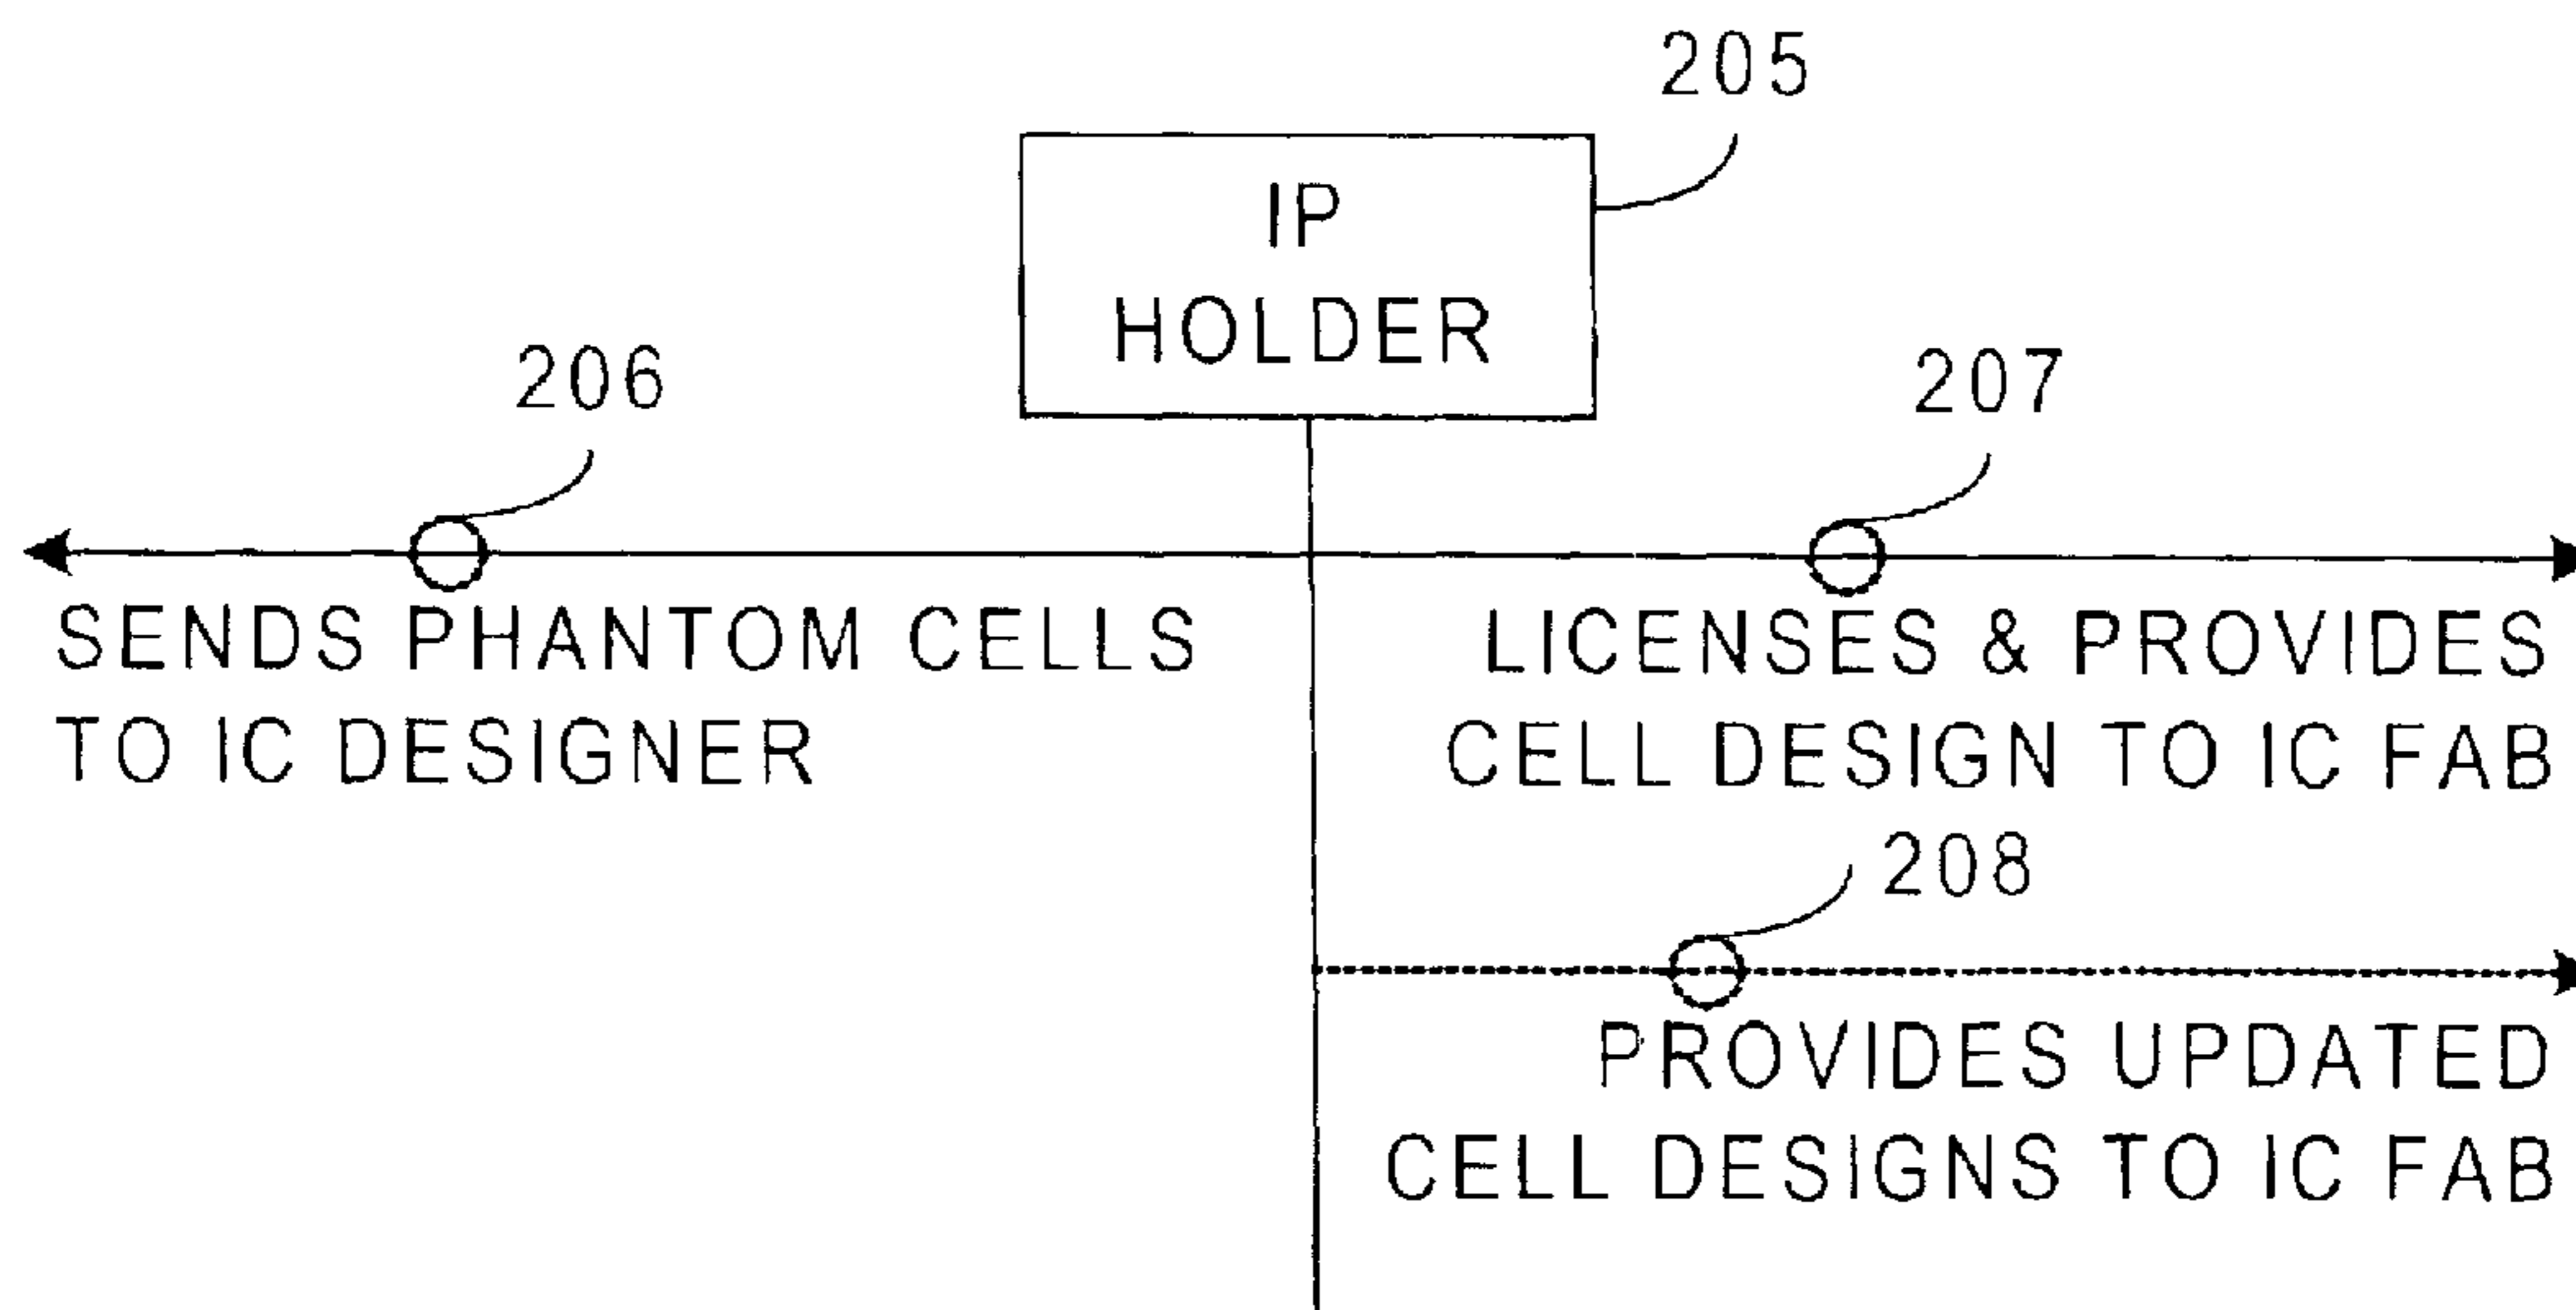 205
IP
HOLDER
206
207
SENDS PHANTOM CELLS
TO IC DESIGNER
LICENSES & PROVIDES
CELL DESIGN TO IC FAB
208
PROVIDES UPDATED
CELL DESIGNS TO IC FAB